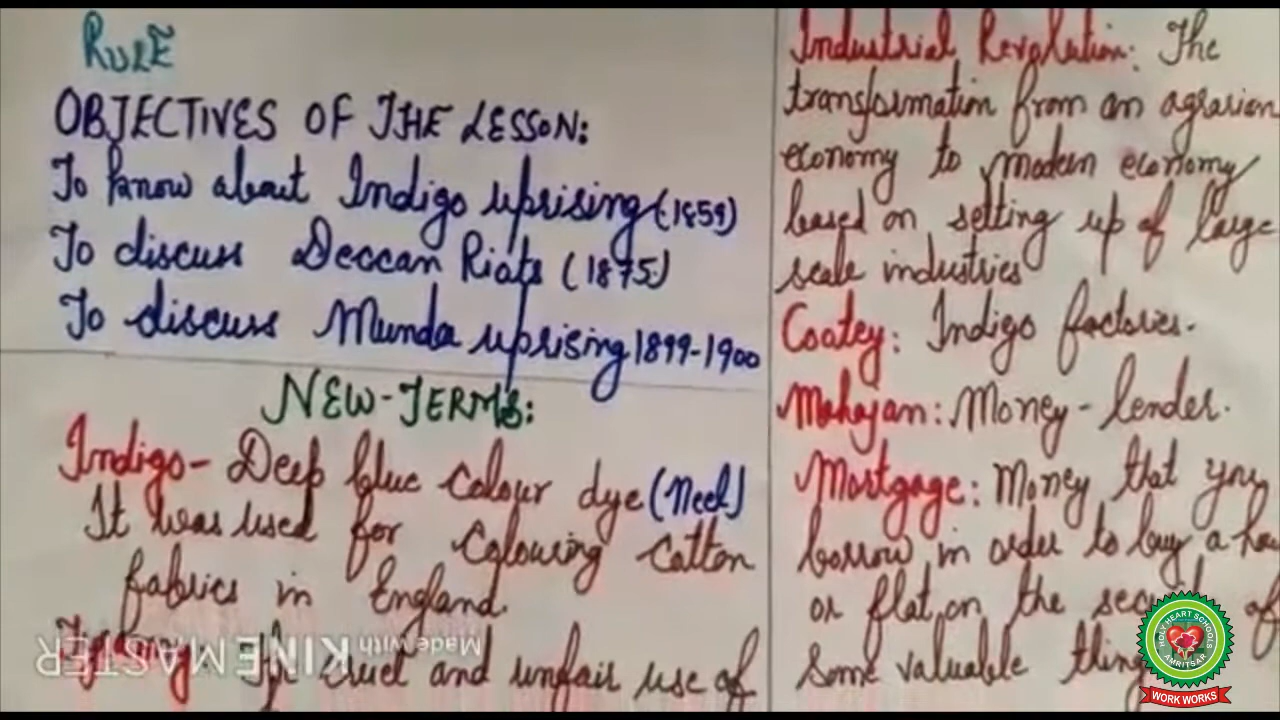 RULE
OBJECTIVES OF THE LESSON:
To know about Indigo uprising (1859)
To discuss Deccan Riots (1875)
To discuss Munda uprising 1899-1900
NEW-TERMS:
Indigo- Deep blue colour dye (Neel)
It was used for Colouring Cotton
fabrics in England.
cruel and unfair use of
Made with KINEMASTER
Industrial Revolution: The
transformation from an agrarian
economy to modern economy
based on setting up of large
scale industries
Coatey: Indigo factories.
Mahajan: Money-lender.
Mortgage: Money that you
borrow in order to buy a
or flat, on the of
some valuable
HOLY HEART SCHOOLS
AMRITSAR
WORK WORKS